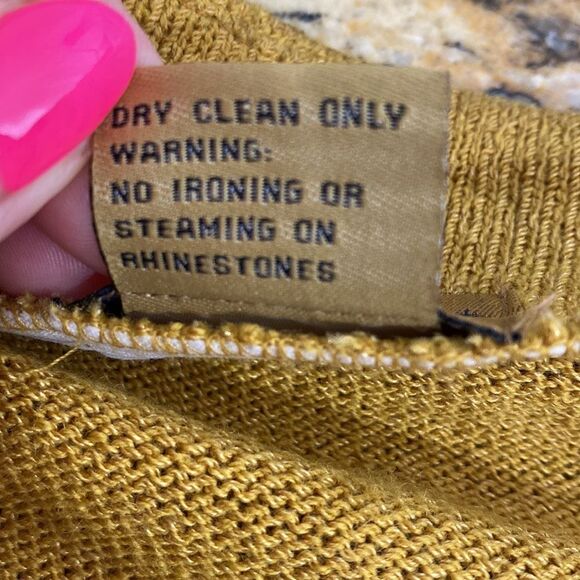 DRY CLEAN ONLY
WARNING:
NO IRONING OR
STEAMING ON
RHINESTONES